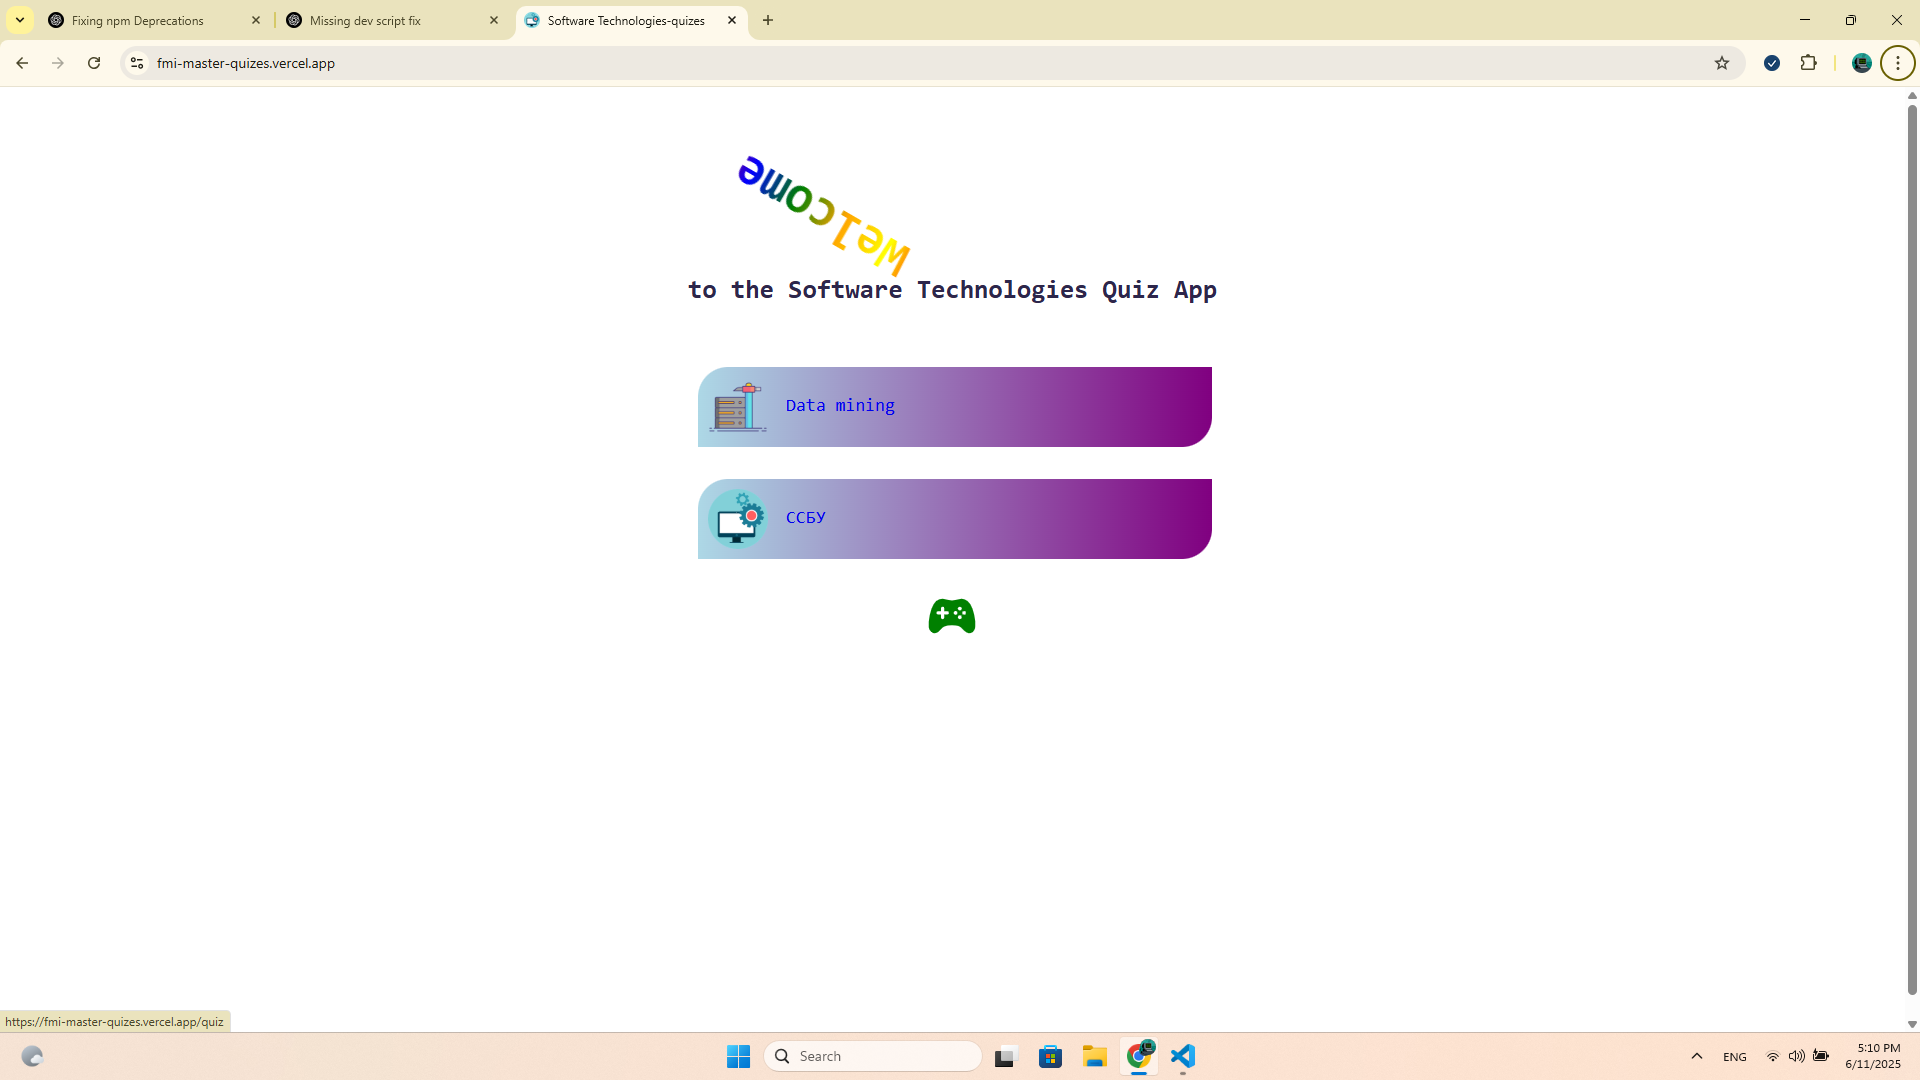 Fixing npm Deprecations
Missing dev script fix
Software Technologies-quizes
fmi-master-quizes.vercel.app
Welcome
to the Software Technologies Quiz App
Data mining
ССБУ
https://fmi-master-quizes.vercel.app/quiz
Search
ENG
5:10 PM
6/11/2025